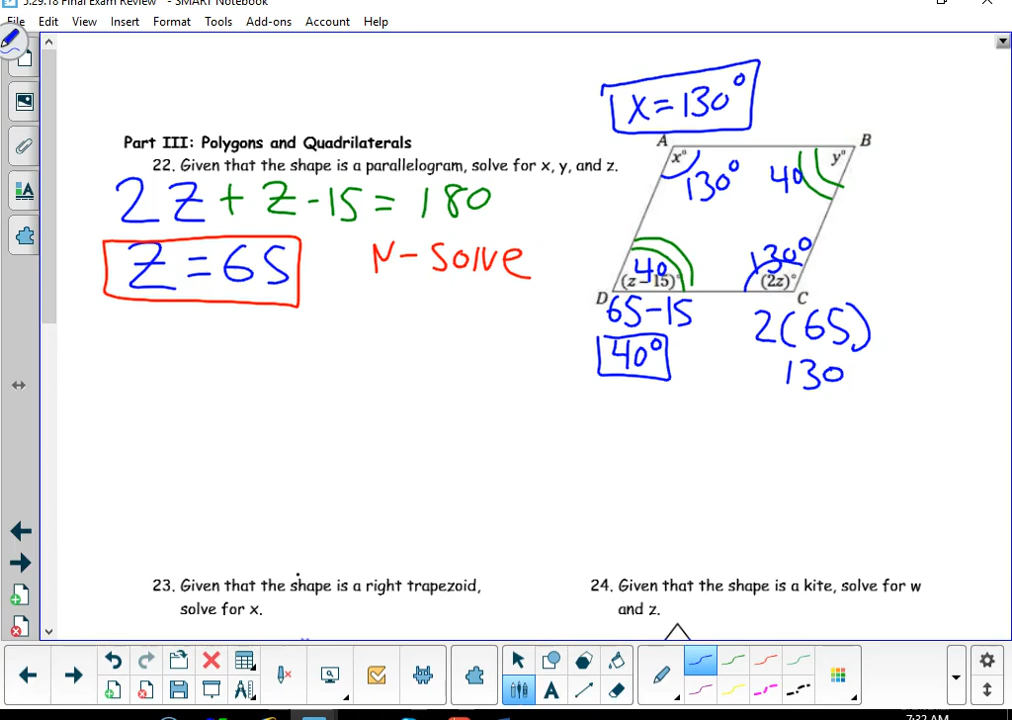 5.29.18 Final Exam Review * - SMART Notebook
File Edit View Insert Format Tools Add-ons Account Help
x = 130°
Part III: Polygons and Quadrilaterals
22. Given that the shape is a parallelogram, solve for x, y, and z.
A
B
x°
y°
130°
40
2z + z - 15 = 180
z = 65
N-Solve
40
(z - 15)°
130°
(2z)°
D
C
65-15
40°
2(65)
130
23. Given that the shape is a right trapezoid,
solve for x.
24. Given that the shape is a kite, solve for w
and z.
A